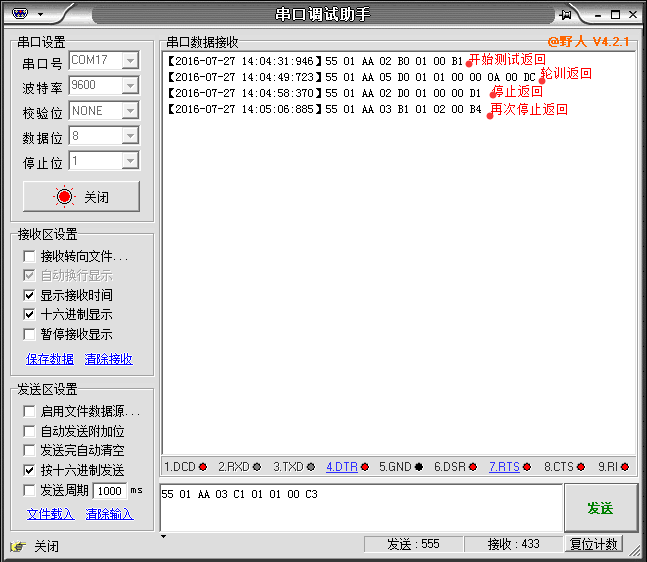 串口调试助手
串口设置
串口号 COM17
波特率 9600
校验位 NONE
数据位 8
停止位 1
关闭
接收区设置
接收转向文件...
自动换行显示
显示接收时间
十六进制显示
暂停接收显示
保存数据 清除接收
发送区设置
启用文件数据源...
自动发送附加位
发送完自动清空
按十六进制发送
发送周期 1000 ms
文件载入 清除输入
串口数据接收 @野人 V4.2.1
【2016-07-27 14:04:31:946】55 01 AA 02 B0 01 00 B1 开始测试返回
【2016-07-27 14:04:49:723】55 01 AA 05 D0 01 01 00 00 0A 00 DC 轮训返回
【2016-07-27 14:04:58:370】55 01 AA 02 D0 01 00 00 D1 停止返回
【2016-07-27 14:05:06:885】55 01 AA 03 B1 01 02 00 B4 再次停止返回
1.DCD 2.RXD 3.TXD 4.DTR 5.GND 6.DSR 7.RTS 8.CTS 9.RI
55 01 AA 03 C1 01 01 00 C3
发送
关闭 发送 : 555 接收 : 433 复位计数